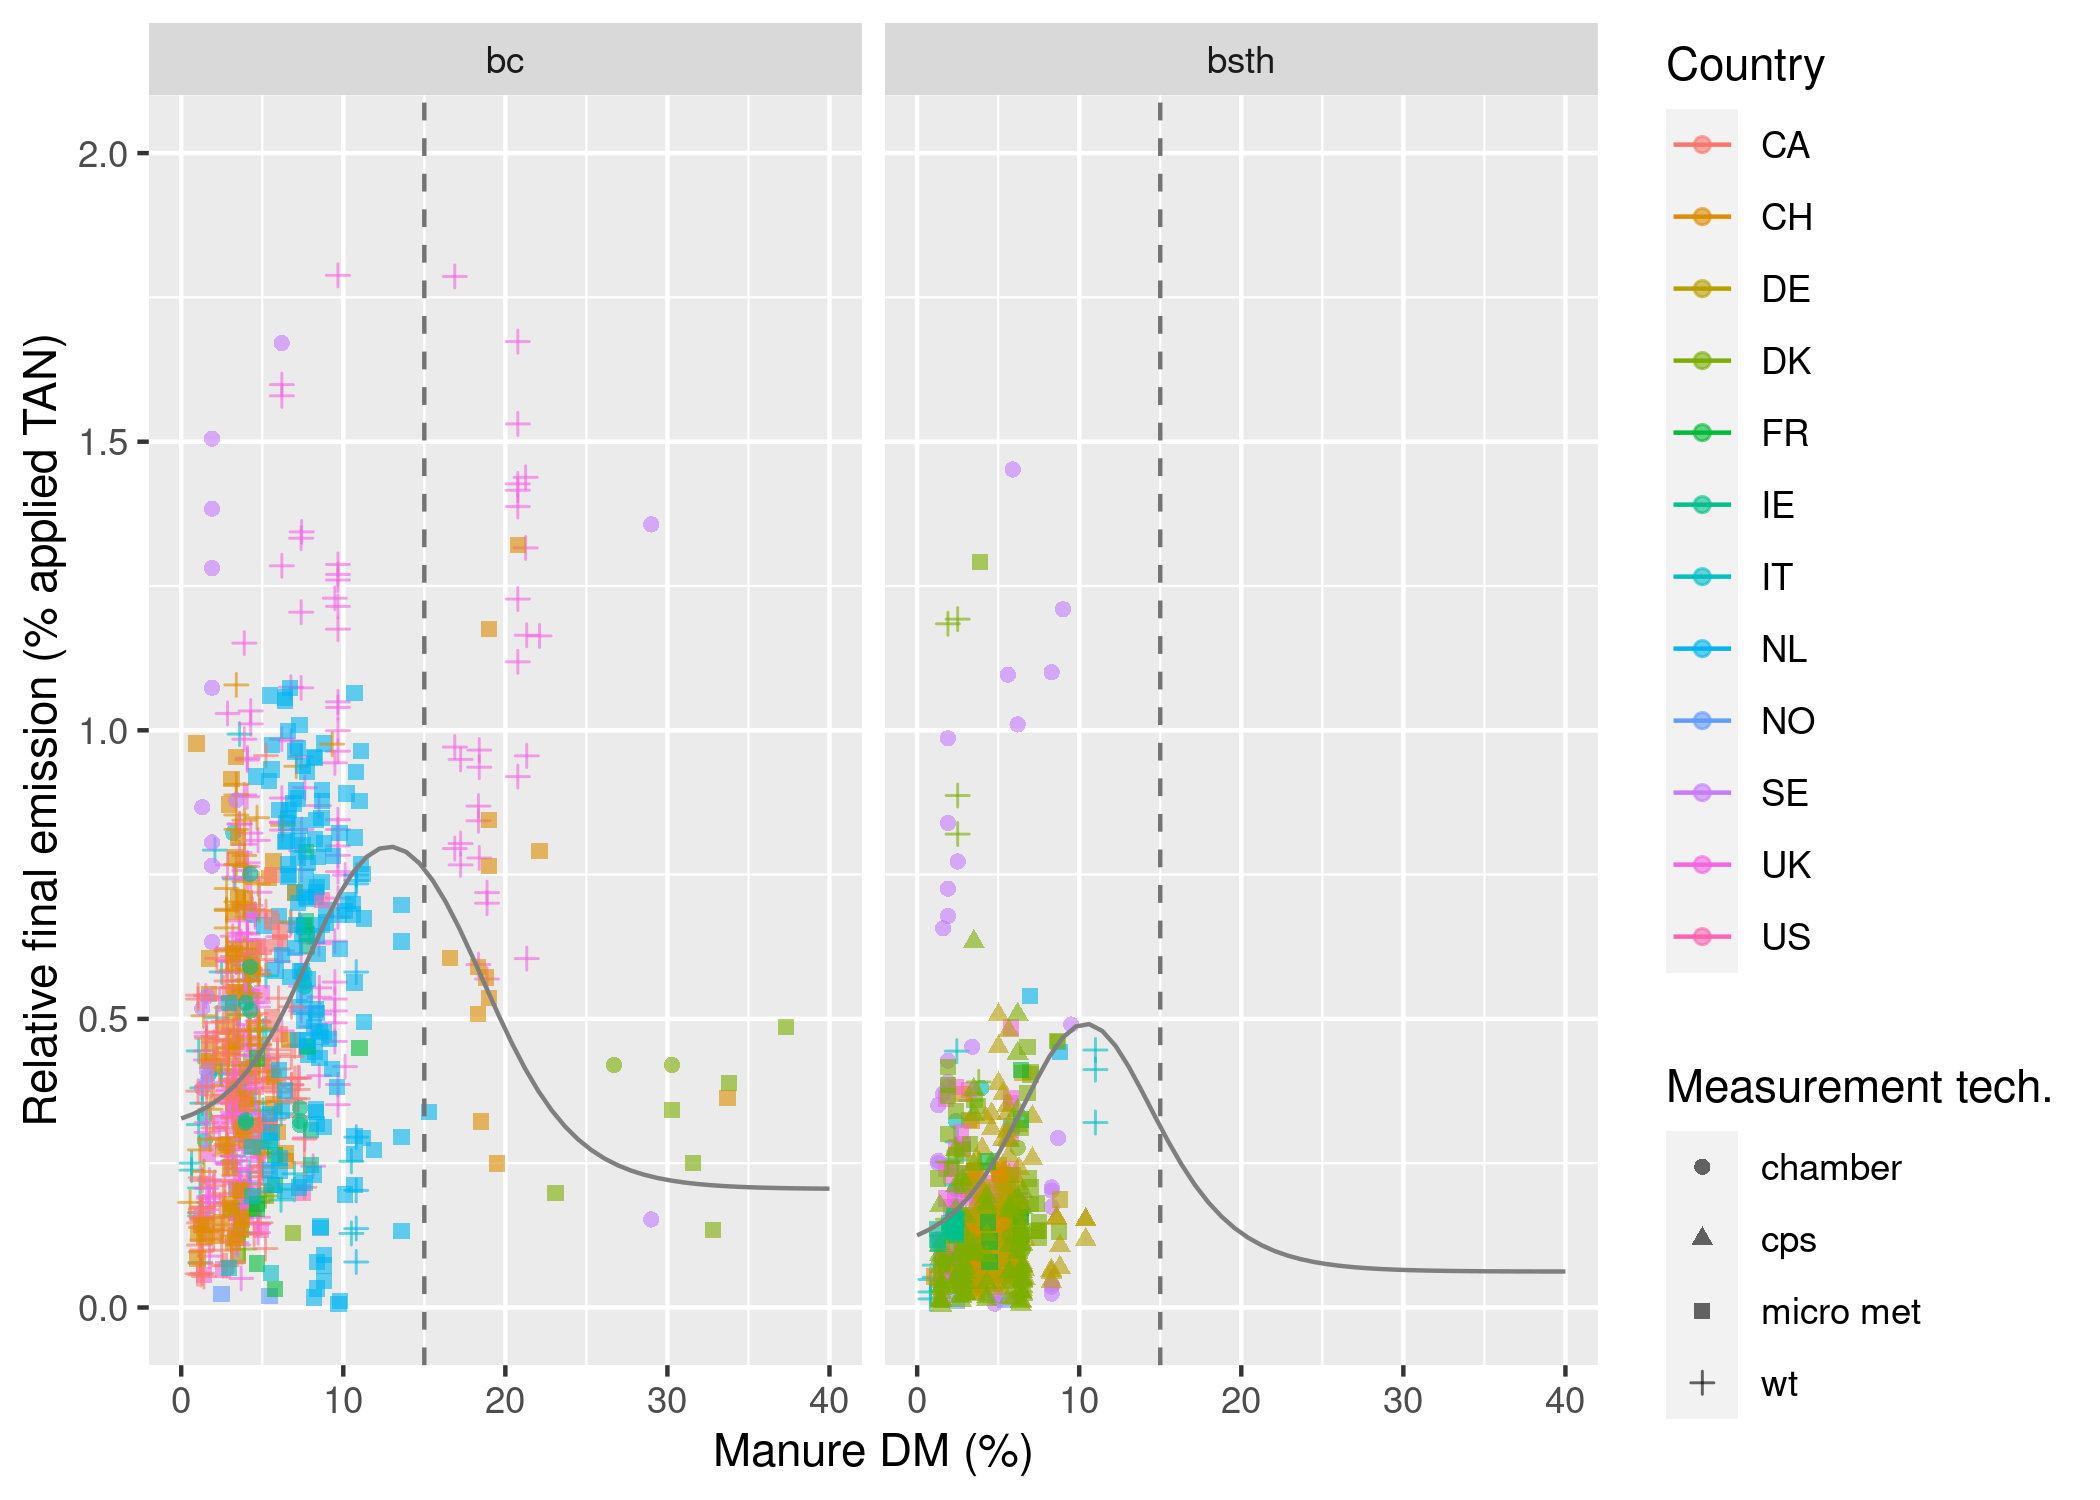 bc
bsth
Relative final emission (% applied TAN)
2.0
1.5
1.0
0.5
0.0
0 10 20 30 40
0 10 20 30 40
Manure DM (%)
Country
CA
CH
DE
DK
FR
IE
IT
NL
NO
SE
UK
US
Measurement tech.
chamber
cps
micro met
wt